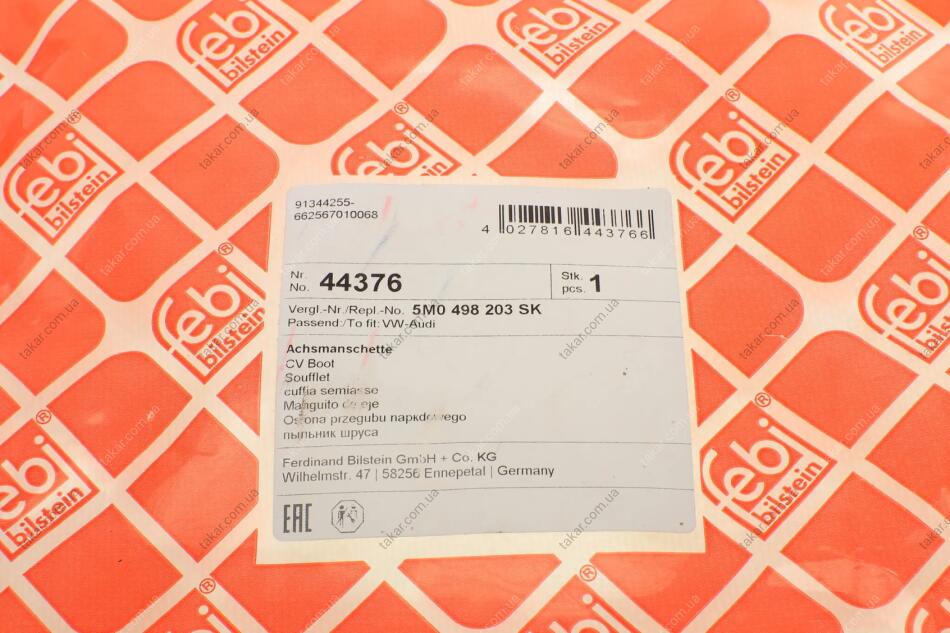 febi
bilstein
91344255-
662567010068
4 027816 443766
Nr.
No. 44376
Stk.
pcs. 1
Vergl.-Nr./Repl.-No. 5M0 498 203 SK
Passend:/To fit: VW-Audi
Achsmanschette
CV Boot
Soufflet
cuffia semiasse
Manguito de eje
Osłona przegubu napędowego
пыльник шруса
Ferdinand Bilstein GmbH + Co. KG
Wilhelmstr. 47 | 58256 Ennepetal | Germany
EAC
takar.com.ua